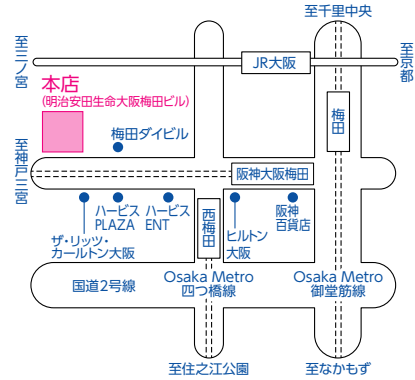 至千里中央
至三ノ宮
JR大阪
至京都
本店
(明治安田生命大阪梅田ビル)
梅田
梅田ダイビル
至神戸三宮
阪神大阪梅田
ザ・リッツ・
カールトン大阪
ハービス
PLAZA
ハービス
ENT
西梅田
ヒルトン
大阪
阪神
百貨店
国道2号線
Osaka Metro
四つ橋線
Osaka Metro
御堂筋線
至住之江公園
至なかもず